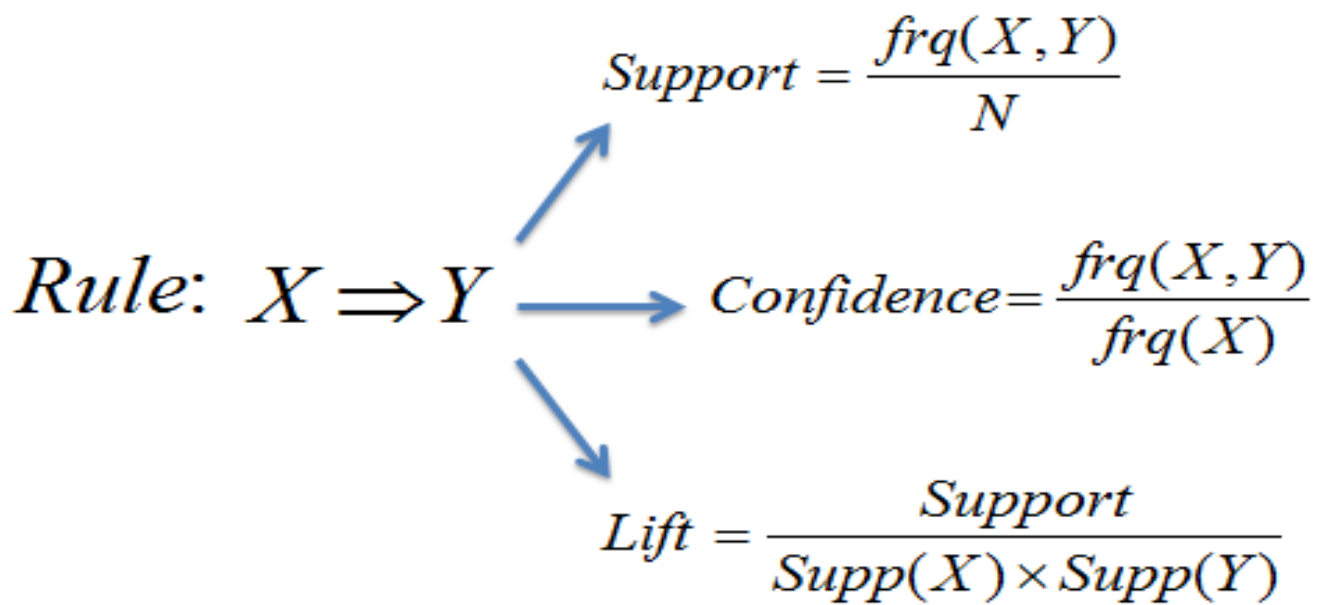 Support = frq(X,Y) / N
Rule: X ⇒ Y
Confidence = frq(X,Y) / frq(X)
Lift = Support / Supp(X) × Supp(Y)